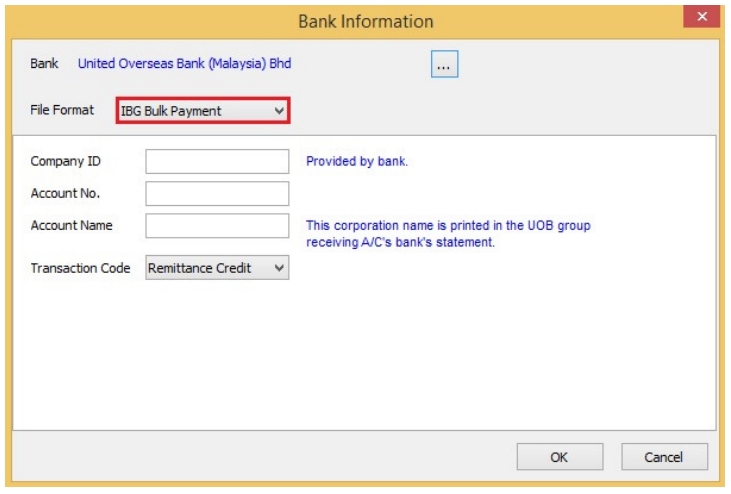 Bank Information
Bank United Overseas Bank (Malaysia) Bhd ...
File Format IBG Bulk Payment
Company ID Provided by bank.
Account No.
Account Name This corporation name is printed in the UOB group
receiving A/C's bank's statement.
Transaction Code Remittance Credit
OK Cancel